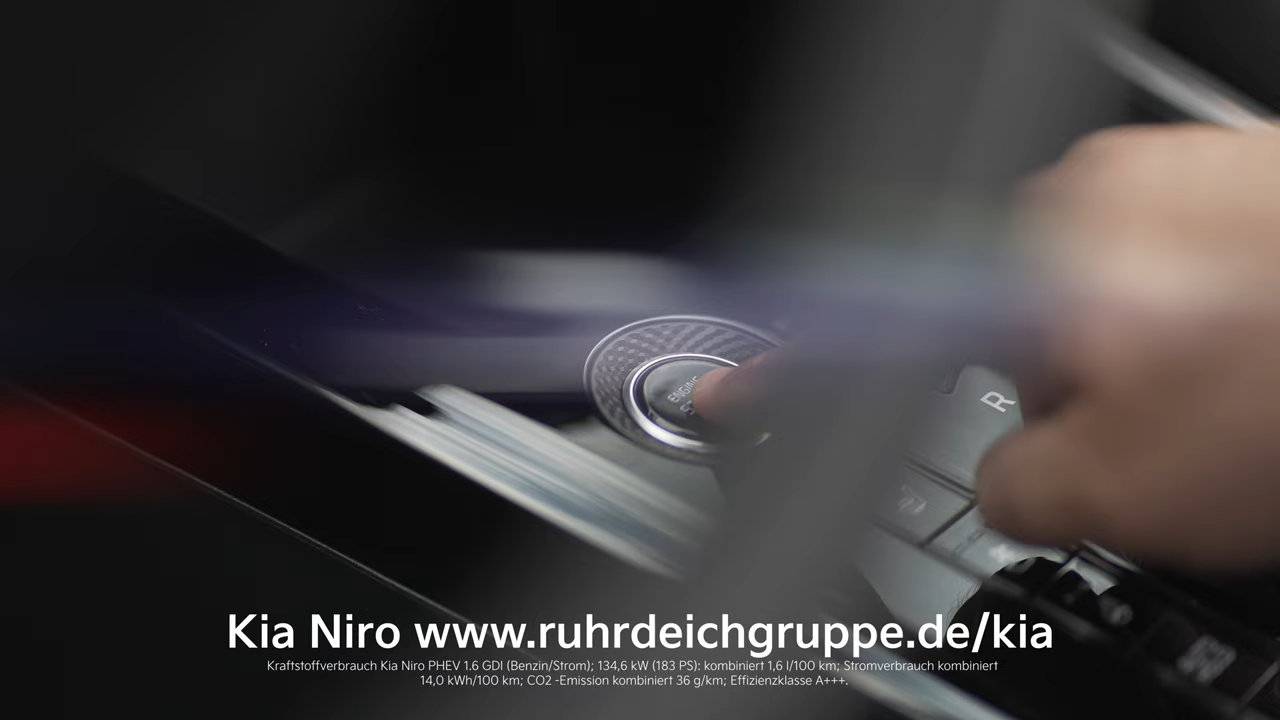 ENGINE
R
Kia Niro www.ruhrdeichgruppe.de/kia
Kraftstoffverbrauch Kia Niro PHEV 1.6 GDI (Benzin/Strom); 134,6 kW (183 PS): kombiniert 1,6 l/100 km; Stromverbrauch kombiniert
14,0 kWh/100 km; CO2 -Emission kombiniert 36 g/km; Effizienzklasse A+++.